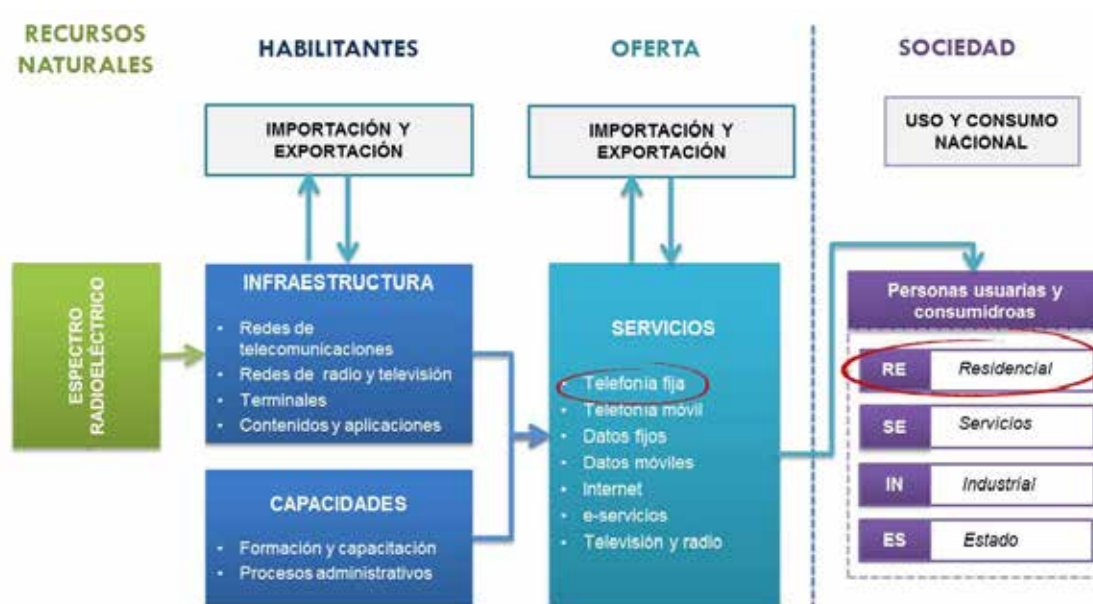 RECURSOS
NATURALES
HABILITANTES
OFERTA
SOCIEDAD
IMPORTACIÓN Y
EXPORTACIÓN
IMPORTACIÓN Y
EXPORTACIÓN
USO Y CONSUMO
NACIONAL
ESPECTRO
RADIOELÉCTRICO
INFRAESTRUCTURA
• Redes de
telecomunicaciones
• Redes de radio y televisión
• Terminales
• Contenidos y aplicaciones
CAPACIDADES
• Formación y capacitación
• Procesos administrativos
SERVICIOS
• Telefonía fija
• Telefonía móvil
• Datos fijos
• Datos móviles
• Internet
• e-servicios
• Televisión y radio
Personas usuarias y
consumidroas
RE Residencial
SE Servicios
IN Industrial
ES Estado